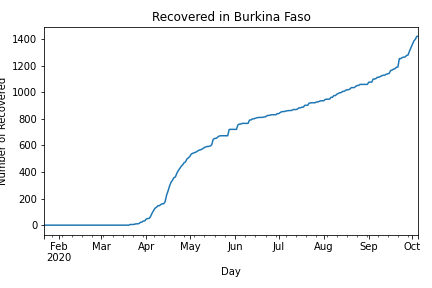 Recovered in Burkina Faso
Number of Recovered
1400
1200
1000
800
600
400
200
0
Feb Mar Apr May Jun Jul Aug Sep Oct
2020
Day